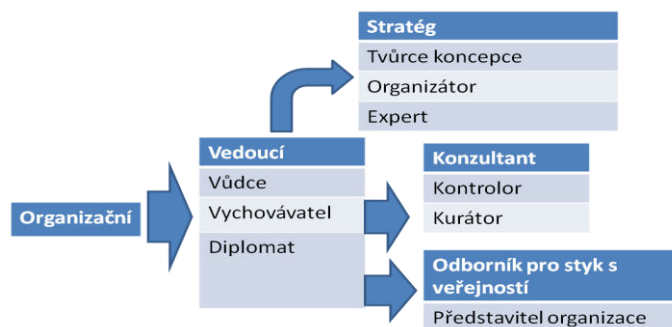 Stratég
Tvůrce koncepce
Organizátor
Expert
Vedoucí
Vůdce
Vychovávatel
Diplomat
Organizační
Konzultant
Kontrolor
Kurátor
Odborník pro styk s
veřejností
Představitel organizace